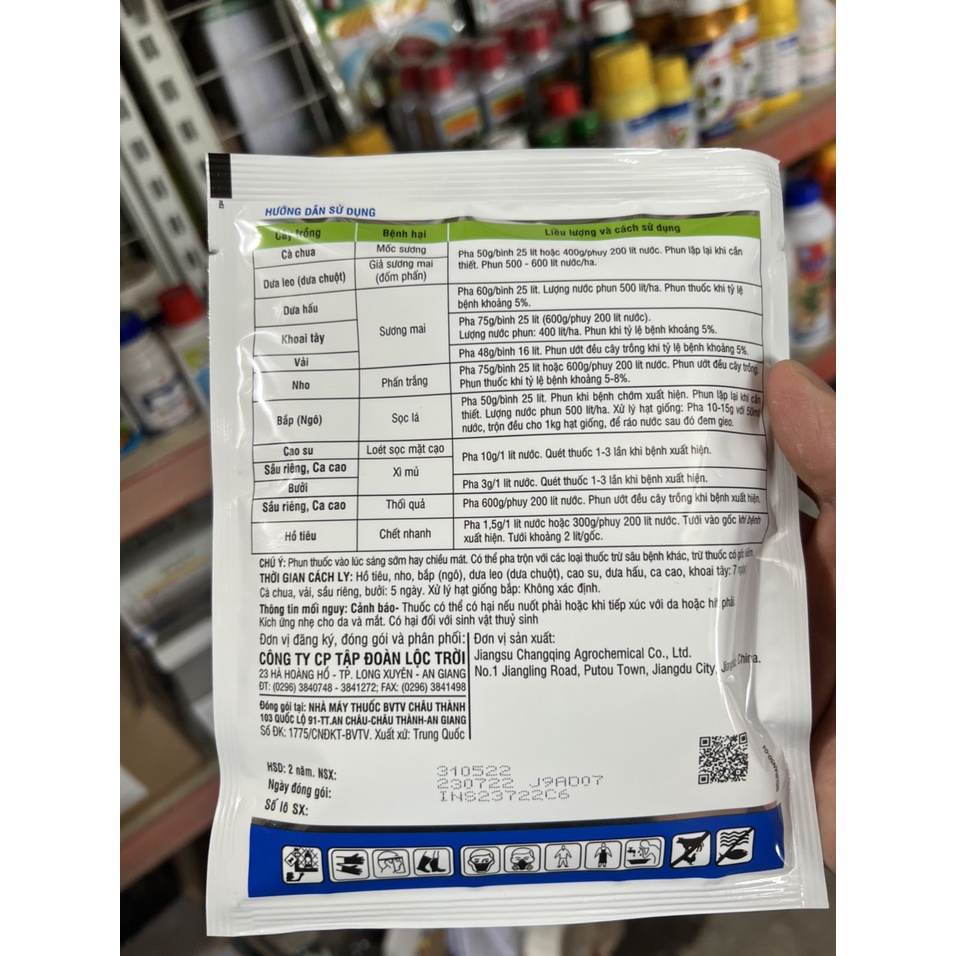 HƯỚNG DẪN SỬ DỤNG
Cây trồng Bệnh hại Liều lượng và cách sử dụng
Cà chua Mốc sương Pha 50g/bình 25 lít hoặc 400g/phuy 200 lít nước. Phun lặp lại khi cần
thiết. Phun 500 - 600 lít nước/ha.
Dưa leo (dưa chuột) Giả sương mai
(đốm phấn)
Dưa hấu Sương mai Pha 60g/bình 25 lít. Lượng nước phun 500 lít/ha. Phun thuốc khi tỷ lệ
bệnh khoảng 5%.
Khoai tây Pha 75g/bình 25 lít (600g/phuy 200 lít nước).
Lượng nước phun: 400 lít/ha. Phun khi tỷ lệ bệnh khoảng 5%.
Vải Pha 48g/bình 16 lít. Phun ướt đều cây trồng khi tỷ lệ bệnh khoảng 5%.
Nho Phấn trắng Pha 75g/bình 25 lít hoặc 600g/phuy 200 lít nước. Phun ướt đều cây trồng.
Phun thuốc khi tỷ lệ bệnh khoảng 5-8%.
Bắp (Ngô) Sọc lá Pha 50g/bình 25 lít. Phun khi bệnh chớm xuất hiện. Phun lặp lại khi cần
thiết. Lượng nước phun 500 lít/ha. Xử lý hạt giống: Pha 10-15g với 50ml
nước, trộn đều cho 1kg hạt giống, để ráo nước sau đó đem gieo.
Cao su Loét sọc mặt cạo Pha 10g/1 lít nước. Quét thuốc 1-3 lần khi bệnh xuất hiện.
Sầu riêng, Ca cao Xì mủ
Bưởi Pha 3g/1 lít nước. Quét thuốc 1-3 lần khi bệnh xuất hiện.
Sầu riêng, Ca cao Thối quả Pha 600g/phuy 200 lít nước. Phun ướt đều cây trồng khi bệnh xuất hiện.
Hồ tiêu Chết nhanh Pha 1,5g/1 lít nước hoặc 300g/phuy 200 lít nước. Tưới vào gốc khi bệnh
xuất hiện. Tưới khoảng 2 lít/gốc.
CHÚ Ý: Phun thuốc vào lúc sáng sớm hay chiều mát. Có thể pha trộn với các loại thuốc trừ sâu bệnh khác, trừ thuốc có gốc kiềm.
THỜI GIAN CÁCH LY: Hồ tiêu, nho, bắp (ngô), dưa leo (dưa chuột), cao su, dưa hấu, ca cao, khoai tây: 7 ngày.
Cà chua, vải, sầu riêng, bưởi: 5 ngày. Xử lý hạt giống bắp: Không xác định.
Thông tin mối nguy: Cảnh báo- Thuốc có thể có hại nếu nuốt phải hoặc khi tiếp xúc với da hoặc hít phải.
Kích ứng nhẹ cho da và mắt. Có hại đối với sinh vật thuỷ sinh
Đơn vị đăng ký, đóng gói và phân phối:
CÔNG TY CP TẬP ĐOÀN LỘC TRỜI
23 HÀ HOÀNG HỔ - TP. LONG XUYÊN - AN GIANG
ĐT: (0296) 3840748 - 3841272; FAX: (0296) 3841498
Đóng gói tại: NHÀ MÁY THUỐC BVTV CHÂU THÀNH
103 QUỐC LỘ 91-TT.AN CHÂU-CHÂU THÀNH-AN GIANG
Số ĐK: 1775/CNĐKT-BVTV. Xuất xứ: Trung Quốc
Đơn vị sản xuất:
Jiangsu Changqing Agrochemical Co., Ltd.
No.1 Jiangling Road, Putou Town, Jiangdu City, China.
HSD: 2 năm. NSX: 310522
Ngày đóng gói: 230722 J9AD07
Số lô SX: INS23722C6